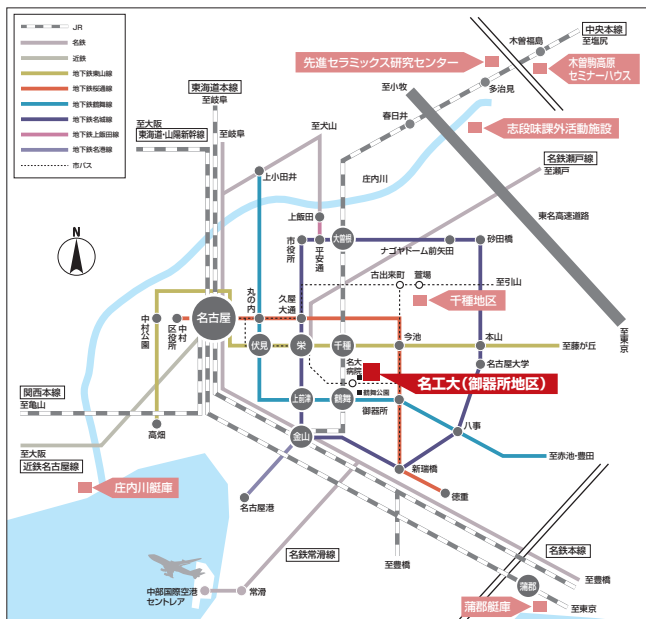 JR
名鉄
近鉄
地下鉄東山線
地下鉄桜通線
地下鉄鶴舞線
地下鉄名城線
地下鉄上飯田線
地下鉄名港線
市バス
N
東海道本線
至岐阜
至大阪
東海道・山陽新幹線
至岐阜
至犬山
上小田井
上飯田
市役所
平安通
大曽根
庄内川
先進セラミックス研究センター
中央本線
至塩尻
木曽福島
木曽駒高原
セミナーハウス
多治見
至小牧
春日井
志段味課外活動施設
名鉄瀬戸線
至瀬戸
東名高速道路
ナゴヤドーム前矢田
砂田橋
古出来町
萱場
至引山
千種地区
至東京
名古屋
中村公園
中村区役所
丸の内
久屋大通
伏見
栄
千種
今池
本山
至藤が丘
名古屋大学
名大病院
名工大(御器所地区)
鶴舞公園
上前津
鶴舞
御器所
八事
至赤池・豊田
関西本線
至亀山
高畑
至大阪
近鉄名古屋線
庄内川艇庫
金山
名古屋港
新瑞橋
徳重
名鉄常滑線
至豊橋
名鉄本線
至豊橋
蒲郡
至東京
蒲郡艇庫
中部国際空港
セントレア
常滑